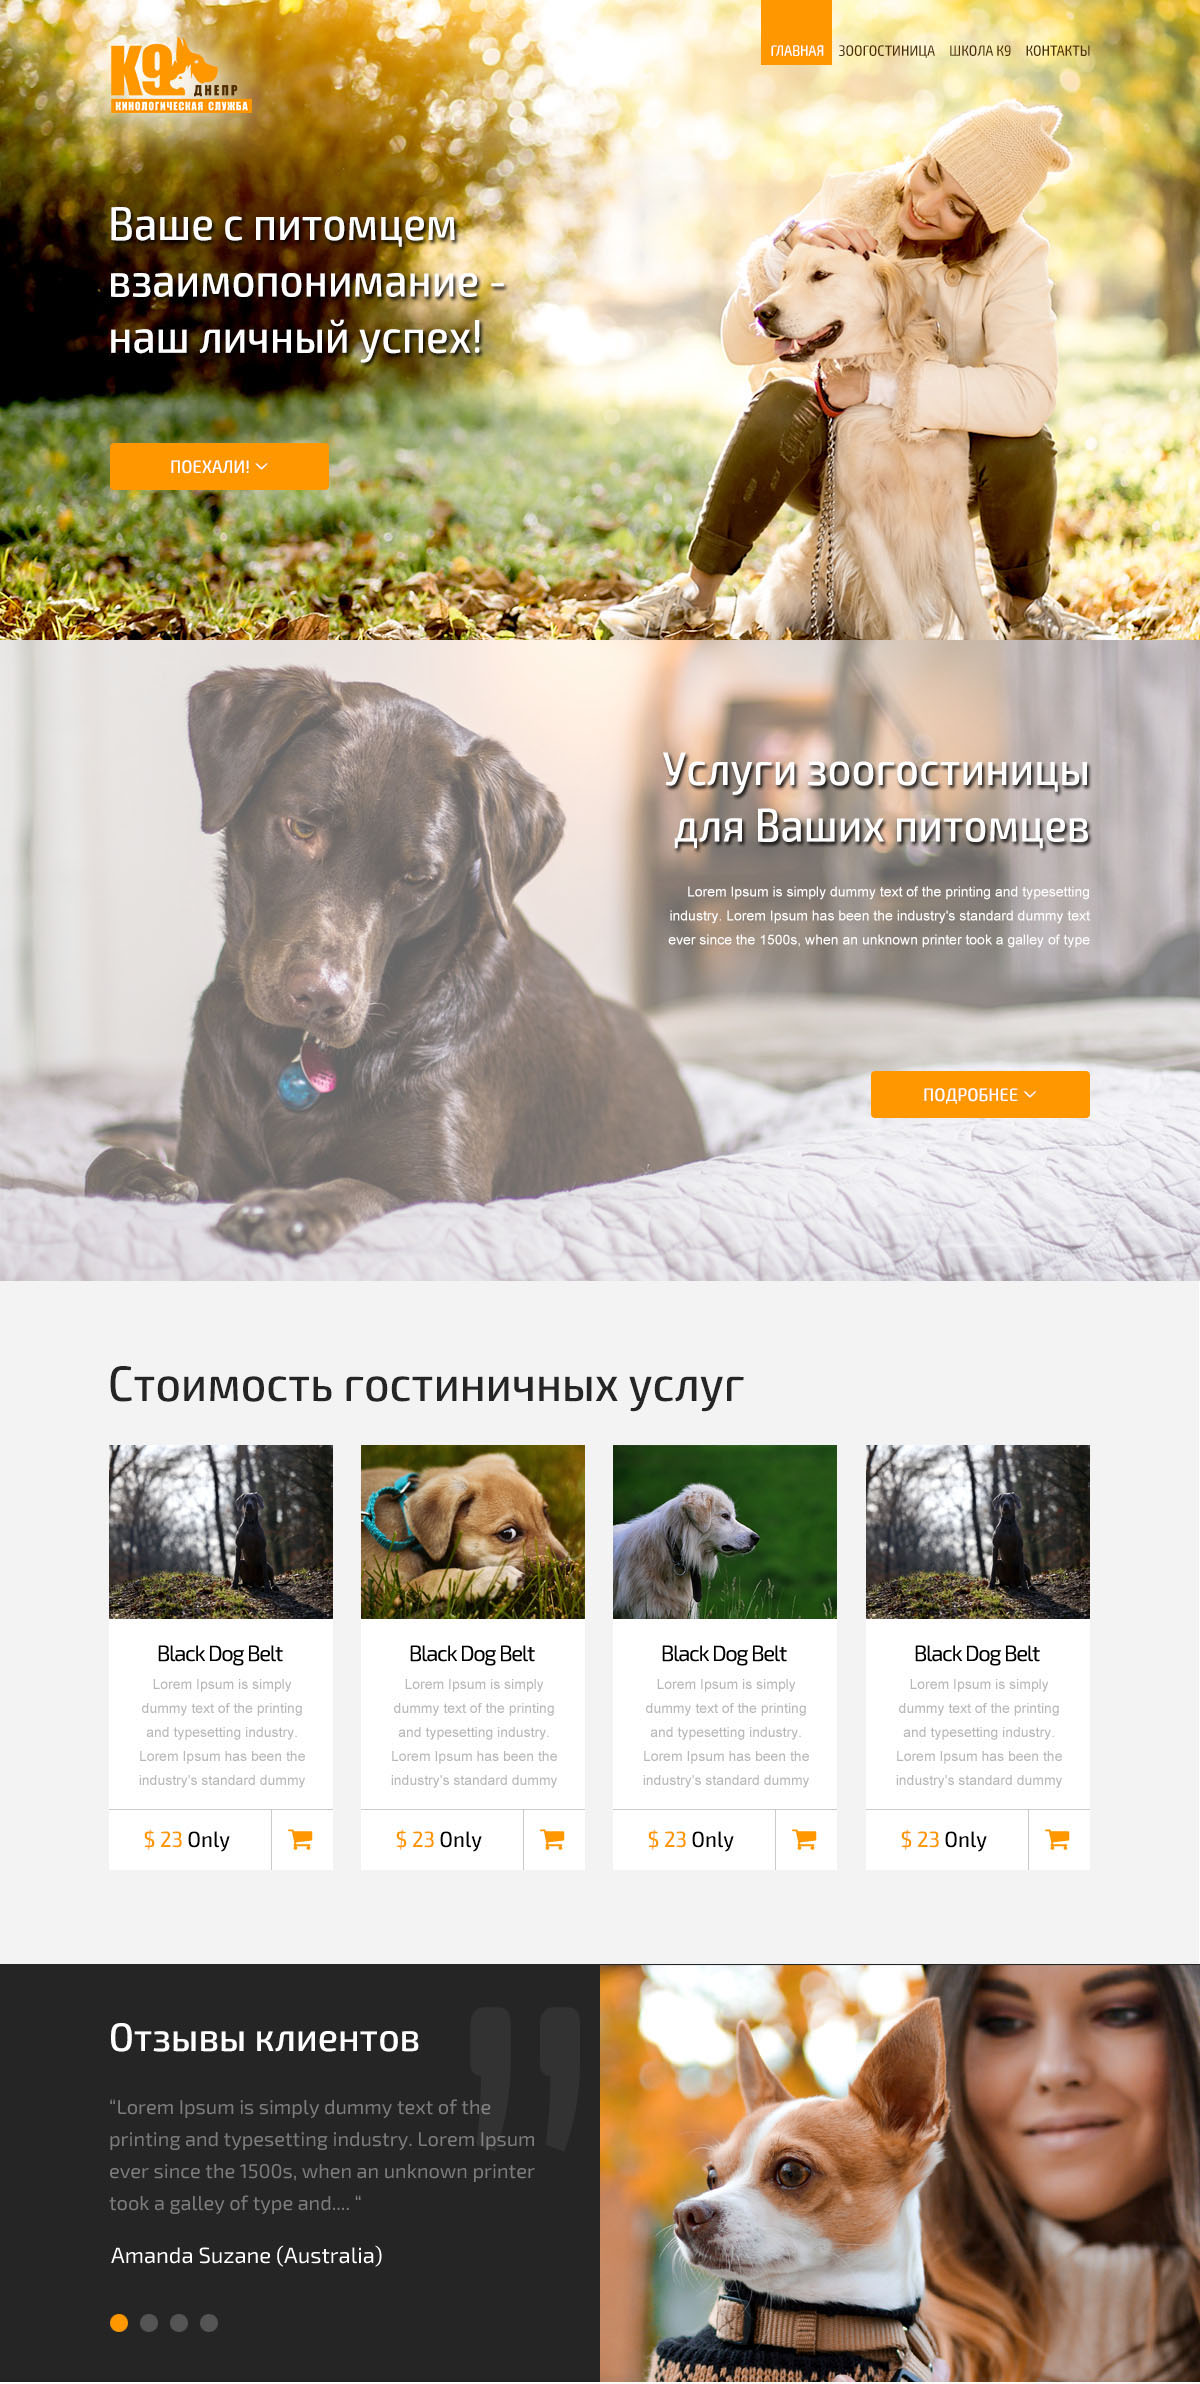 К9
ДНЕПР
КИНОЛОГИЧЕСКАЯ СЛУЖБА
ГЛАВНАЯ ЗООГОСТИНИЦА ШКОЛА К9 КОНТАКТЫ
Ваше с питомцем
взаимопонимание -
наш личный успех!
ПОЕХАЛИ!
Услуги зоогостиницы
для Ваших питомцев
Lorem Ipsum is simply dummy text of the printing and typesetting
industry. Lorem Ipsum has been the industry's standard dummy text
ever since the 1500s, when an unknown printer took a galley of type
ПОДРОБНЕЕ
Стоимость гостиничных услуг
Black Dog Belt
Lorem Ipsum is simply
dummy text of the printing
and typesetting industry.
Lorem Ipsum has been the
industry's standard dummy
$ 23 Only
Black Dog Belt
Lorem Ipsum is simply
dummy text of the printing
and typesetting industry.
Lorem Ipsum has been the
industry's standard dummy
$ 23 Only
Black Dog Belt
Lorem Ipsum is simply
dummy text of the printing
and typesetting industry.
Lorem Ipsum has been the
industry's standard dummy
$ 23 Only
Black Dog Belt
Lorem Ipsum is simply
dummy text of the printing
and typesetting industry.
Lorem Ipsum has been the
industry's standard dummy
$ 23 Only
Отзывы клиентов
“Lorem Ipsum is simply dummy text of the
printing and typesetting industry. Lorem Ipsum
ever since the 1500s, when an unknown printer
took a galley of type and.... “
Amanda Suzane (Australia)